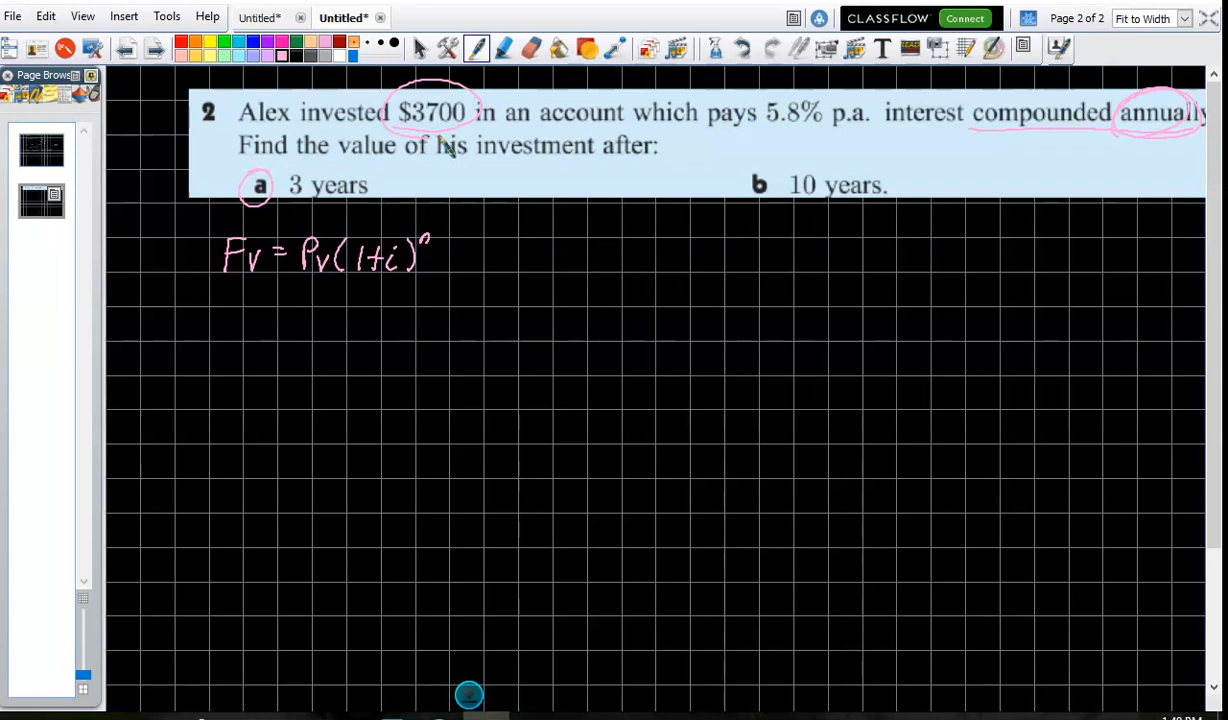 File Edit View Insert Tools Help Untitled* Untitled* CLASSFLOW Connect Page 2 of 2 Fit to Width
Page Brows
2 Alex invested $3700 in an account which pays 5.8% p.a. interest compounded annually
Find the value of his investment after:
a 3 years b 10 years.
Fv = Pv(1+i)^n